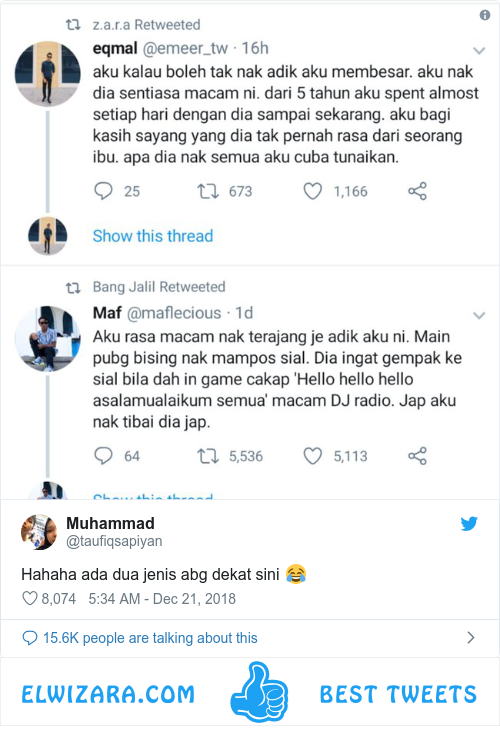 z.a.r.a Retweeted
eqmal @emeer_tw · 16h
aku kalau boleh tak nak adik aku membesar. aku nak
dia sentiasa macam ni. dari 5 tahun aku spent almost
setiap hari dengan dia sampai sekarang. aku bagi
kasih sayang yang dia tak pernah rasa dari seorang
ibu. apa dia nak semua aku cuba tunaikan.
25 673 1,166
Show this thread
Bang Jalil Retweeted
Maf @maflecious · 1d
Aku rasa macam nak terajang je adik aku ni. Main
pubg bising nak mampos sial. Dia ingat gempak ke
sial bila dah in game cakap 'Hello hello hello
asalamualaikum semua' macam DJ radio. Jap aku
nak tibai dia jap.
64 5,536 5,113
Show this thread
Muhammad
@taufiqsapiyan
Hahaha ada dua jenis abg dekat sini 😂
8,074 5:34 AM - Dec 21, 2018
15.6K people are talking about this
ELWIZARA.COM BEST TWEETS